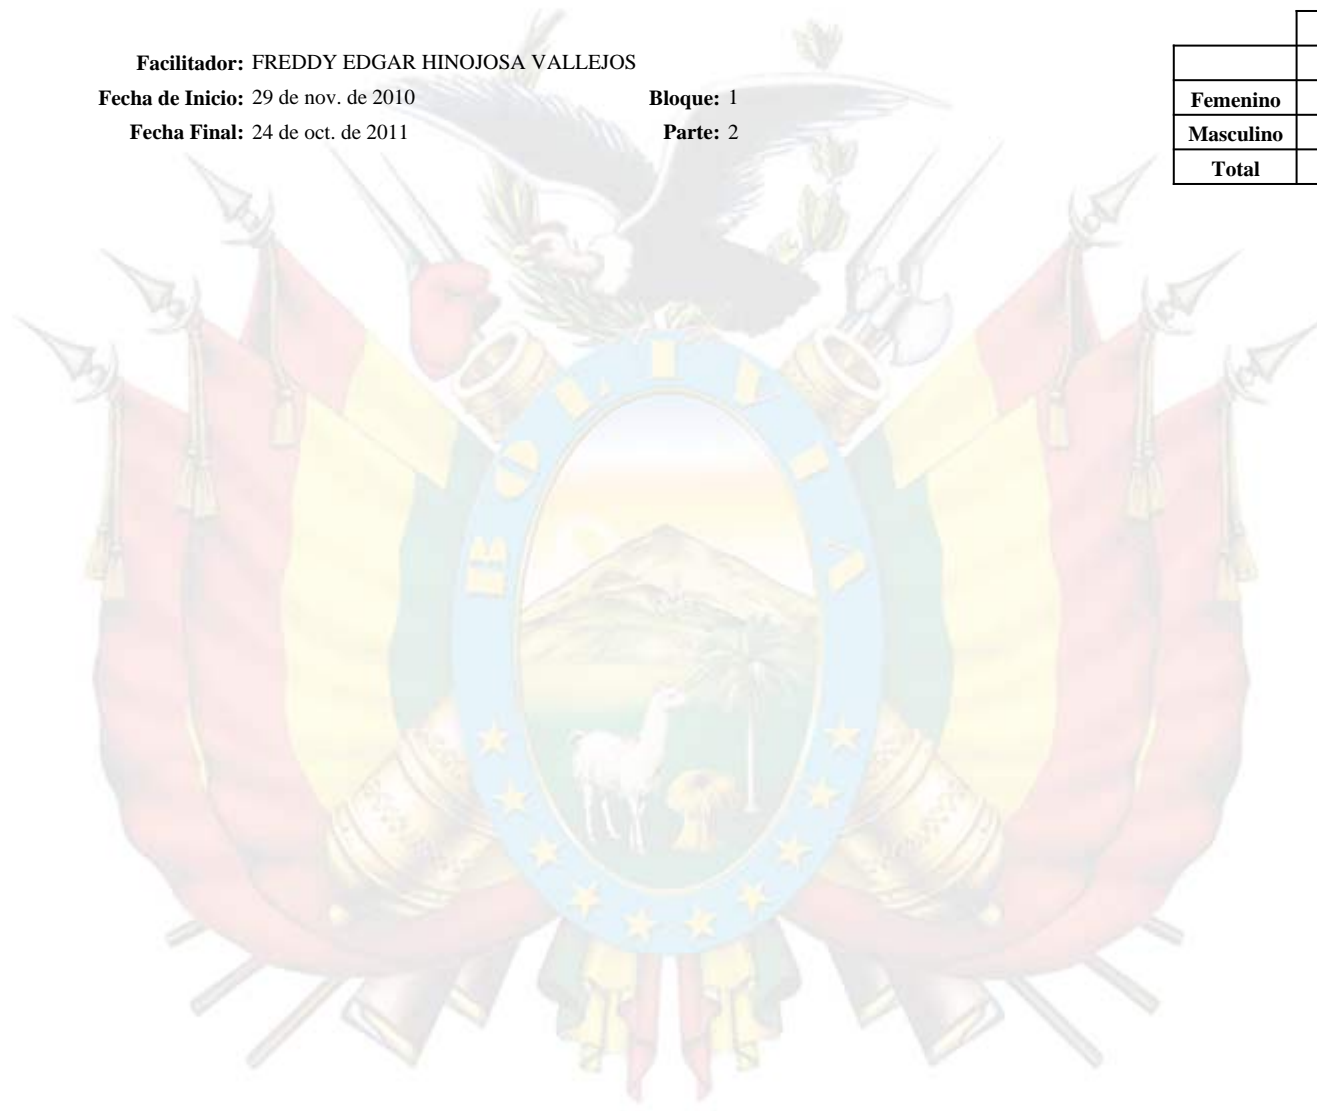 Facilitador: FREDDY EDGAR HINOJOSA VALLEJOS
Fecha de Inicio: 29 de nov. de 2010 Bloque: 1
Fecha Final: 24 de oct. de 2011 Parte: 2
Femenino
Masculino
Total
BOLIVIA